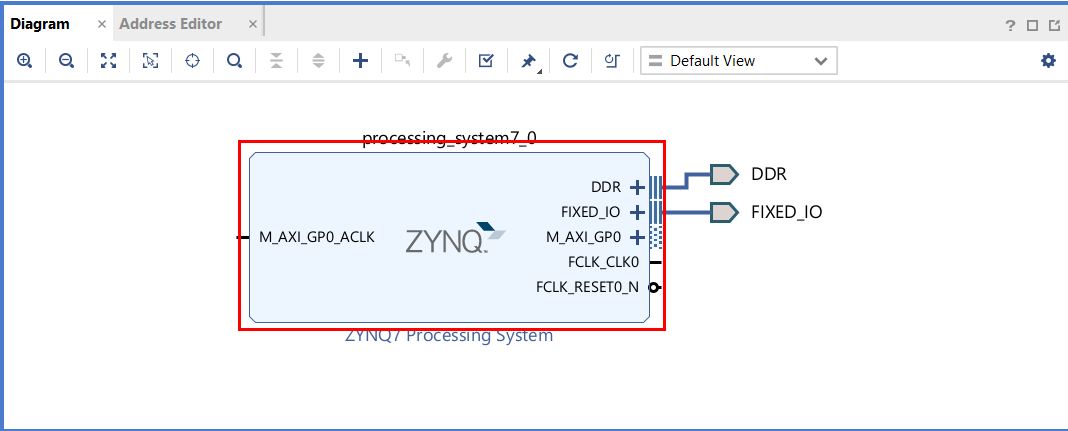 Diagram × Address Editor ×
? 
Default View
processing_system7_0
DDR
FIXED_IO
M_AXI_GP0
FCLK_CLK0
FCLK_RESET0_N
M_AXI_GP0_ACLK
ZYNQ
DDR
FIXED_IO
ZYNQ7 Processing System